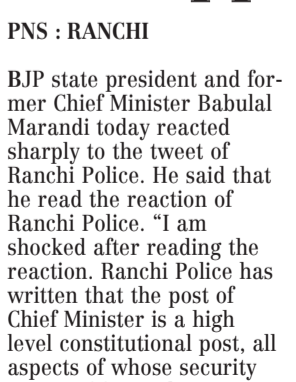 PNS : RANCHI
BJP state president and for-
mer Chief Minister Babulal
Marandi today reacted
sharply to the tweet of
Ranchi Police. He said that
he read the reaction of
Ranchi Police. “I am
shocked after reading the
reaction. Ranchi Police has
written that the post of
Chief Minister is a high
level constitutional post, all
aspects of whose security